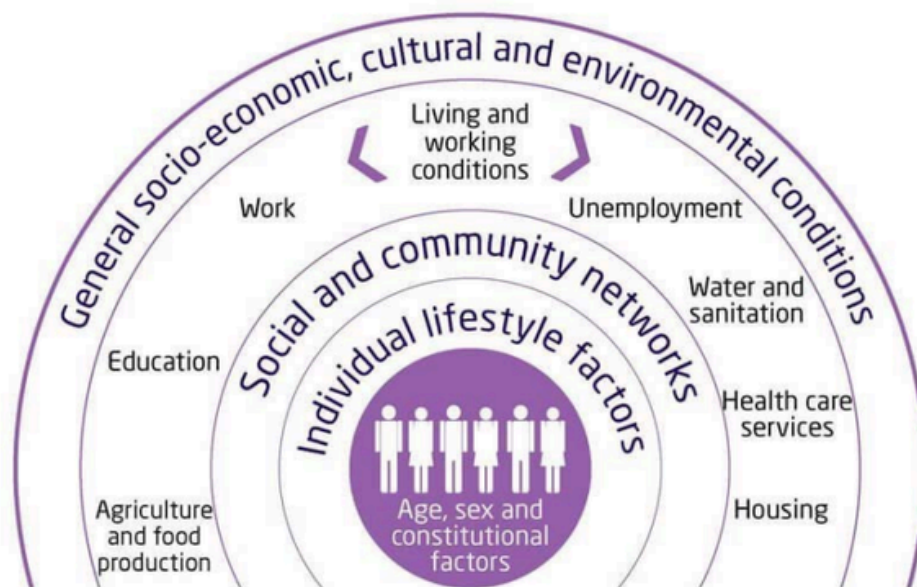 General socio-economic, cultural and environmental conditions
Living and
working
conditions
Work
Unemployment
Social and community networks
Water and
sanitation
Individual lifestyle factors
Education
Health care
services
Agriculture
and food
production
Housing
Age, sex and
constitutional
factors